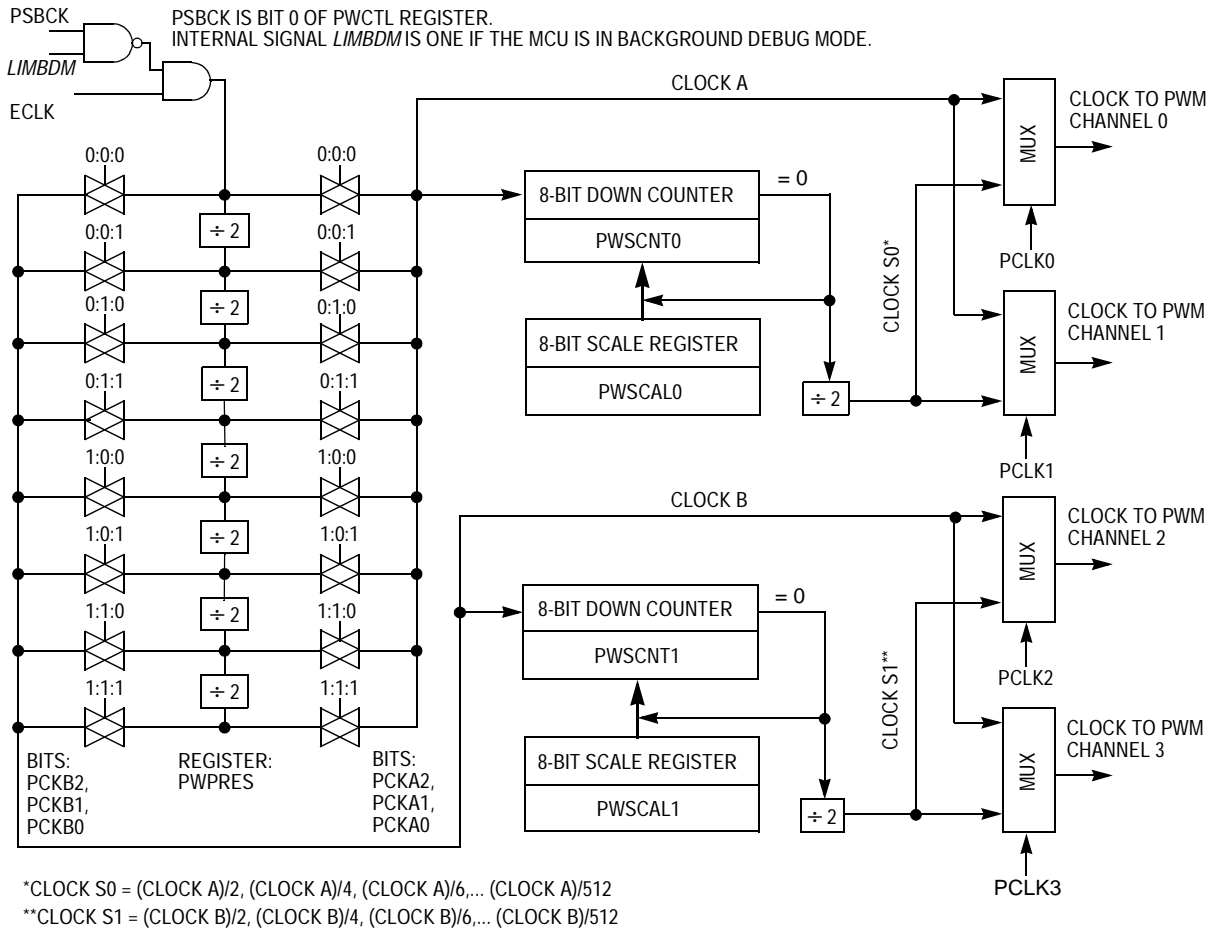 PSBCK
PSBCK IS BIT 0 OF PWCTL REGISTER.
INTERNAL SIGNAL LIMBDM IS ONE IF THE MCU IS IN BACKGROUND DEBUG MODE.
LIMBDM
ECLK
CLOCK A
CLOCK TO PWM
CHANNEL 0
MUX
PCLK0
0:0:0
0:0:0
÷ 2
0:0:1
0:0:1
÷ 2
0:1:0
0:1:0
÷ 2
0:1:1
0:1:1
÷ 2
1:0:0
1:0:0
÷ 2
1:0:1
1:0:1
÷ 2
1:1:0
1:1:0
÷ 2
1:1:1
1:1:1
BITS:
PCKB2,
PCKB1,
PCKB0
REGISTER:
PWPRES
BITS:
PCKA2,
PCKA1,
PCKA0
8-BIT DOWN COUNTER
= 0
PWSCNT0
8-BIT SCALE REGISTER
PWSCAL0
÷ 2
CLOCK S0*
CLOCK TO PWM
CHANNEL 1
MUX
PCLK1
CLOCK B
CLOCK TO PWM
CHANNEL 2
MUX
PCLK2
8-BIT DOWN COUNTER
= 0
PWSCNT1
8-BIT SCALE REGISTER
PWSCAL1
÷ 2
CLOCK S1**
CLOCK TO PWM
CHANNEL 3
MUX
PCLK3
*CLOCK S0 = (CLOCK A)/2, (CLOCK A)/4, (CLOCK A)/6,... (CLOCK A)/512
**CLOCK S1 = (CLOCK B)/2, (CLOCK B)/4, (CLOCK B)/6,... (CLOCK B)/512